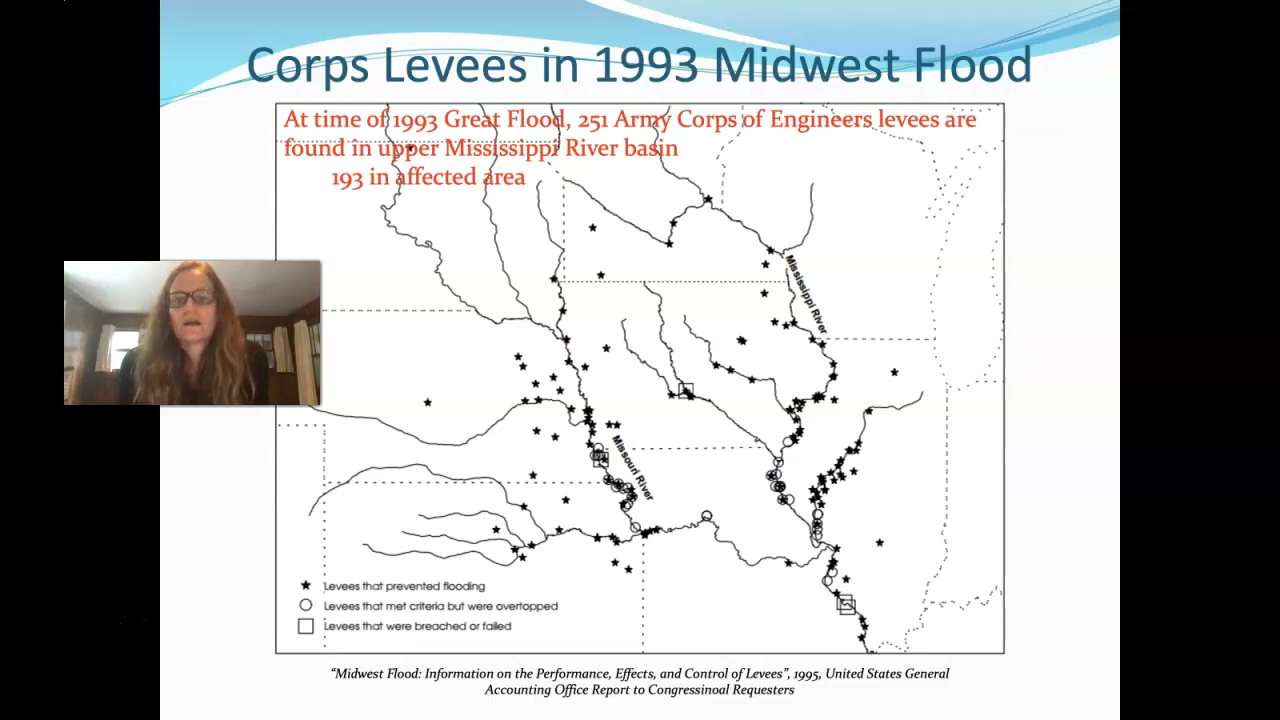 Corps Levees in 1993 Midwest Flood
At time of 1993 Great Flood, 251 Army Corps of Engineers levees are
found in upper Mississippi River basin
193 in affected area
Mississippi River
Missouri River
Levees that prevented flooding
Levees that met criteria but were overtopped
Levees that were breached or failed
“Midwest Flood: Information on the Performance, Effects, and Control of Levees”, 1995, United States General
Accounting Office Report to Congressinoal Requesters